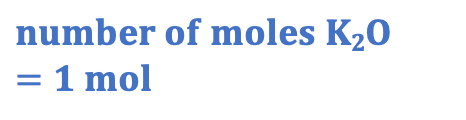 number of moles K₂O
= 1 mol